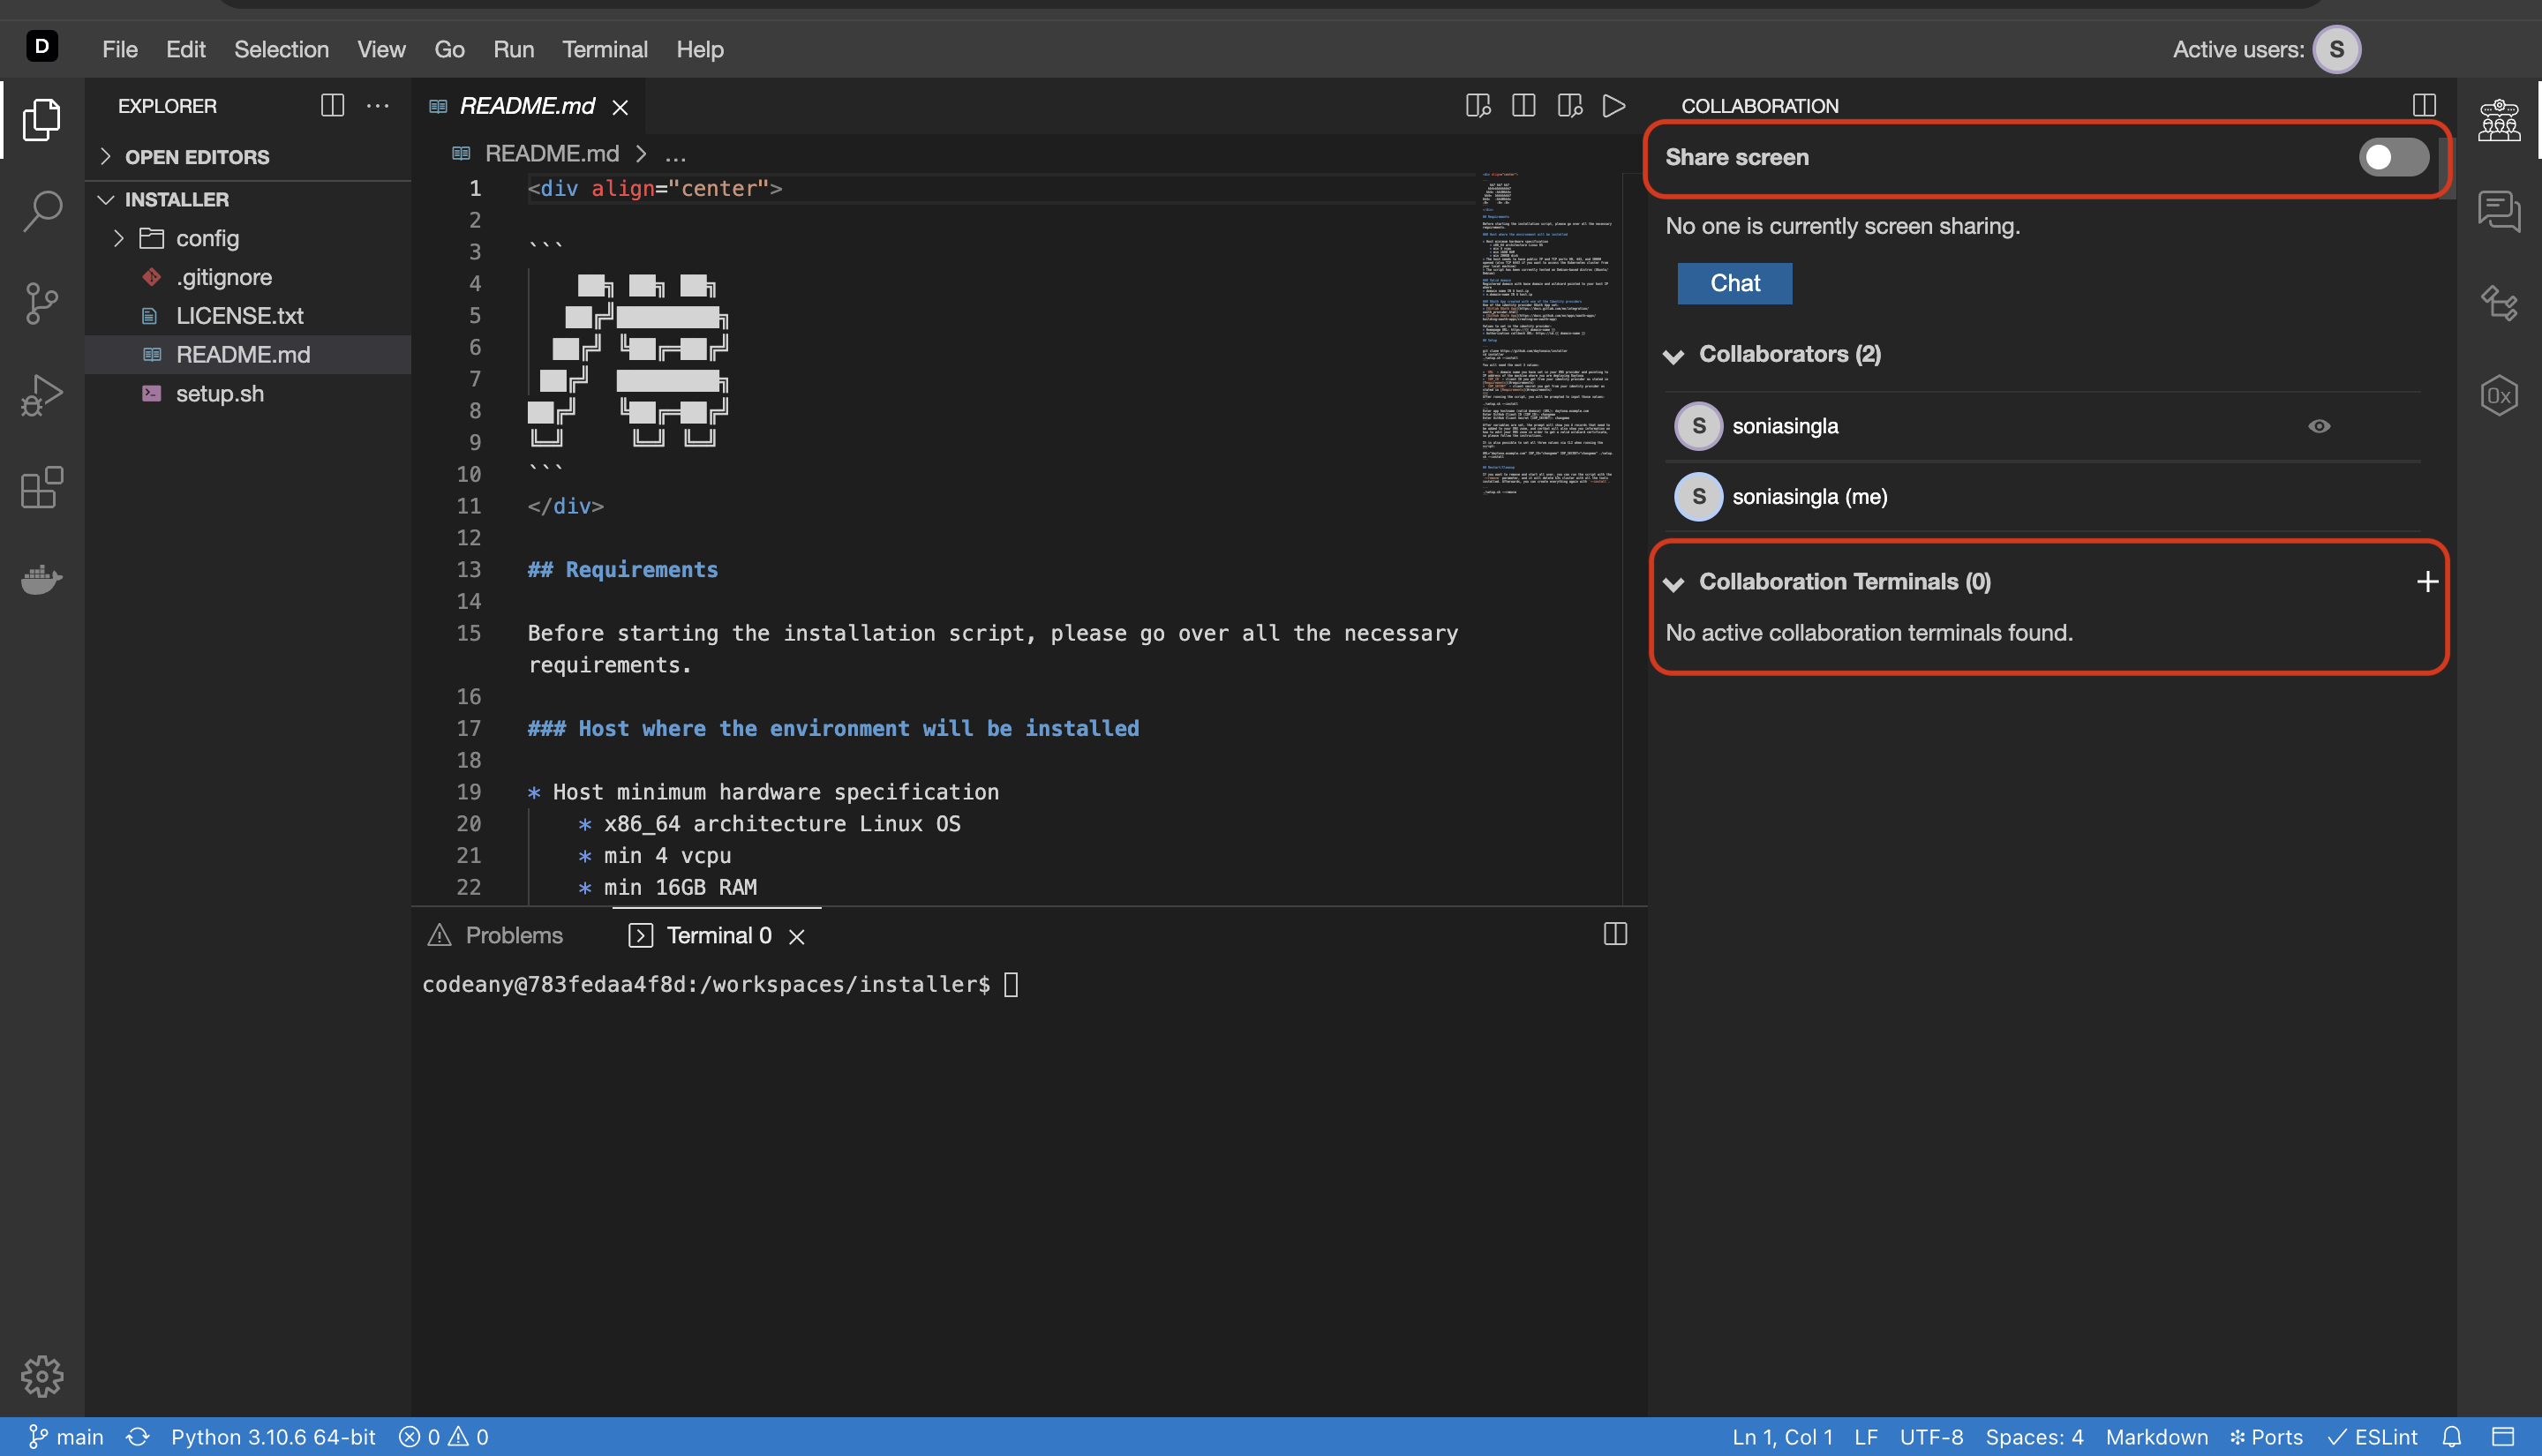 D
File Edit Selection View Go Run Terminal Help
Active users: S
EXPLORER
OPEN EDITORS
INSTALLER
config
.gitignore
LICENSE.txt
README.md
setup.sh
README.md
README.md > ...
1 <div align="center">
2
3 ```
4
5
6
7
8
9
10 ```
11 </div>
12
13 ## Requirements
14
15 Before starting the installation script, please go over all the necessary
requirements.
16
17 ### Host where the environment will be installed
18
19 * Host minimum hardware specification
20 * x86_64 architecture Linux OS
21 * min 4 vcpu
22 * min 16GB RAM
Problems
Terminal 0
codeany@783fedaa4f8d:/workspaces/installer$
COLLABORATION
Share screen
No one is currently screen sharing.
Chat
Collaborators (2)
S soniasingla
S soniasingla (me)
Collaboration Terminals (0)
No active collaboration terminals found.
0x
main
Python 3.10.6 64-bit
0
0
Ln 1, Col 1
LF
UTF-8
Spaces: 4
Markdown
Ports
ESLint